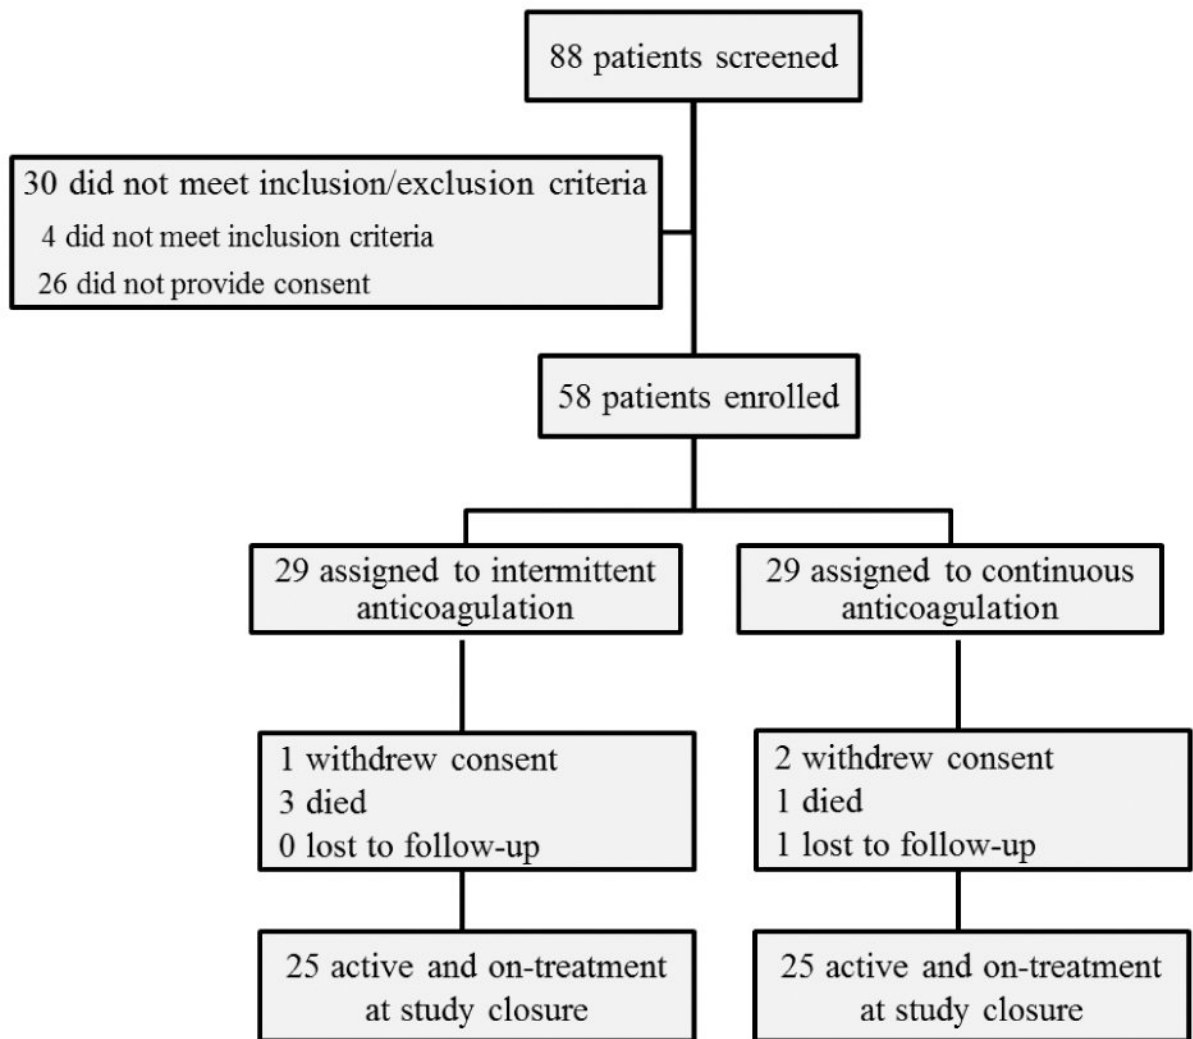 88 patients screened
30 did not meet inclusion/exclusion criteria
4 did not meet inclusion criteria
26 did not provide consent
58 patients enrolled
29 assigned to intermittent
anticoagulation
29 assigned to continuous
anticoagulation
1 withdrew consent
3 died
0 lost to follow-up
2 withdrew consent
1 died
1 lost to follow-up
25 active and on-treatment
at study closure
25 active and on-treatment
at study closure